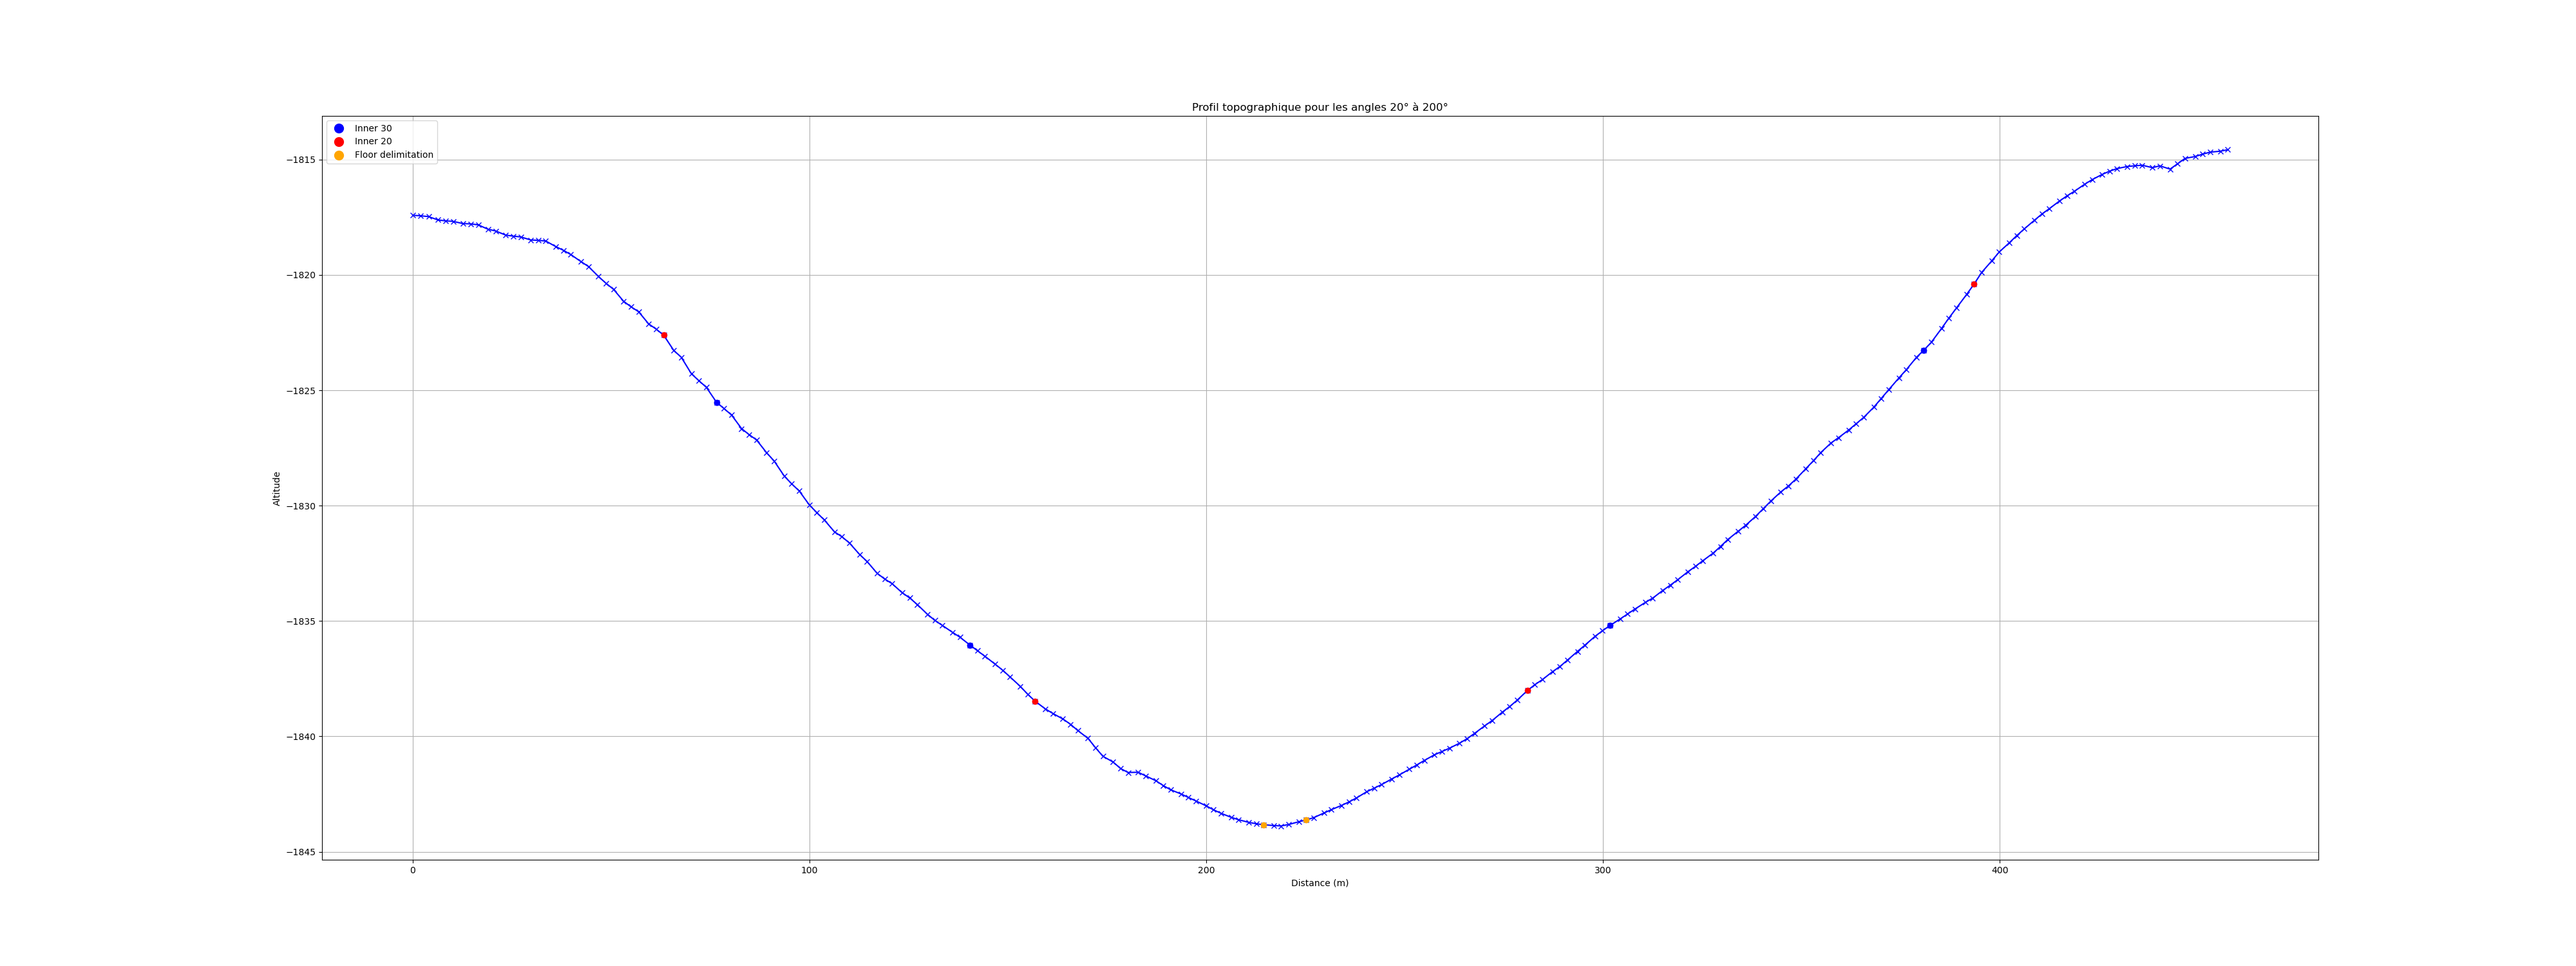 Profil topographique pour les angles 20° à 200°
Inner 30
Inner 20
Floor delimitation
−1815
−1820
−1825
−1830
−1835
−1840
−1845
Altitude
0
100
200
300
400
Distance (m)